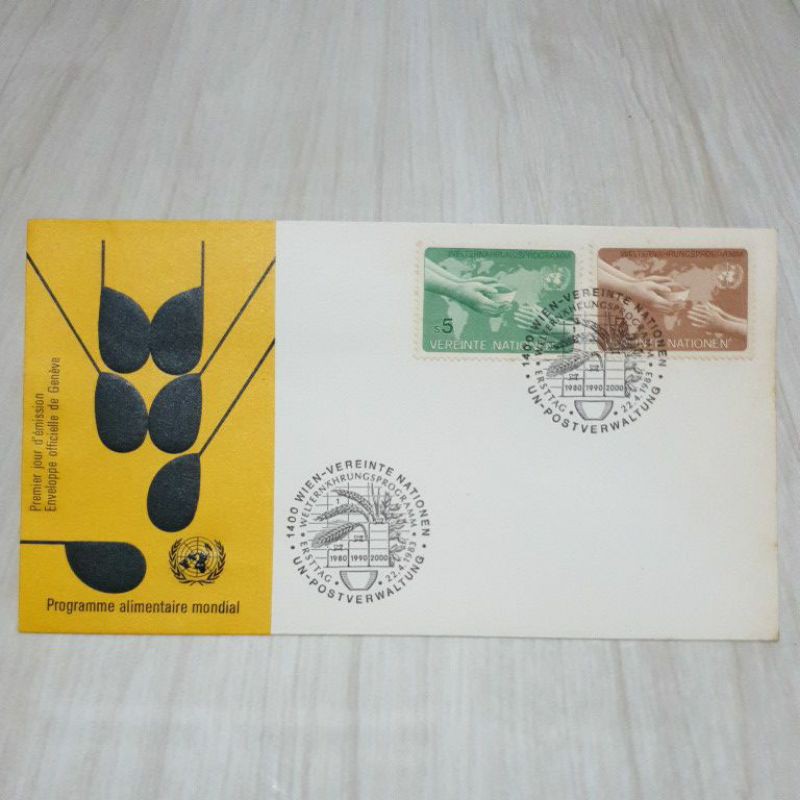 Premier jour d'émission
Enveloppe officielle de Genève
Programme alimentaire mondial
WELTERNÄHRUNGSPROGRAMM
s5
VEREINTE NATIONEN
WELTERNÄHRUNGSPROGRAMM
VEREINTE NATIONEN
1400 WIEN-VEREINTE NATIONEN
WELTERNÄHRUNGSPROGRAMM
1980 1990 2000
ERSTTAG • 22.4.1983
UN-POSTVERWALTUNG
1400 WIEN-VEREINTE NATIONEN
WELTERNÄHRUNGSPROGRAMM
1980 1990 2000
ERSTTAG • 22.4.1983
UN-POSTVERWALTUNG